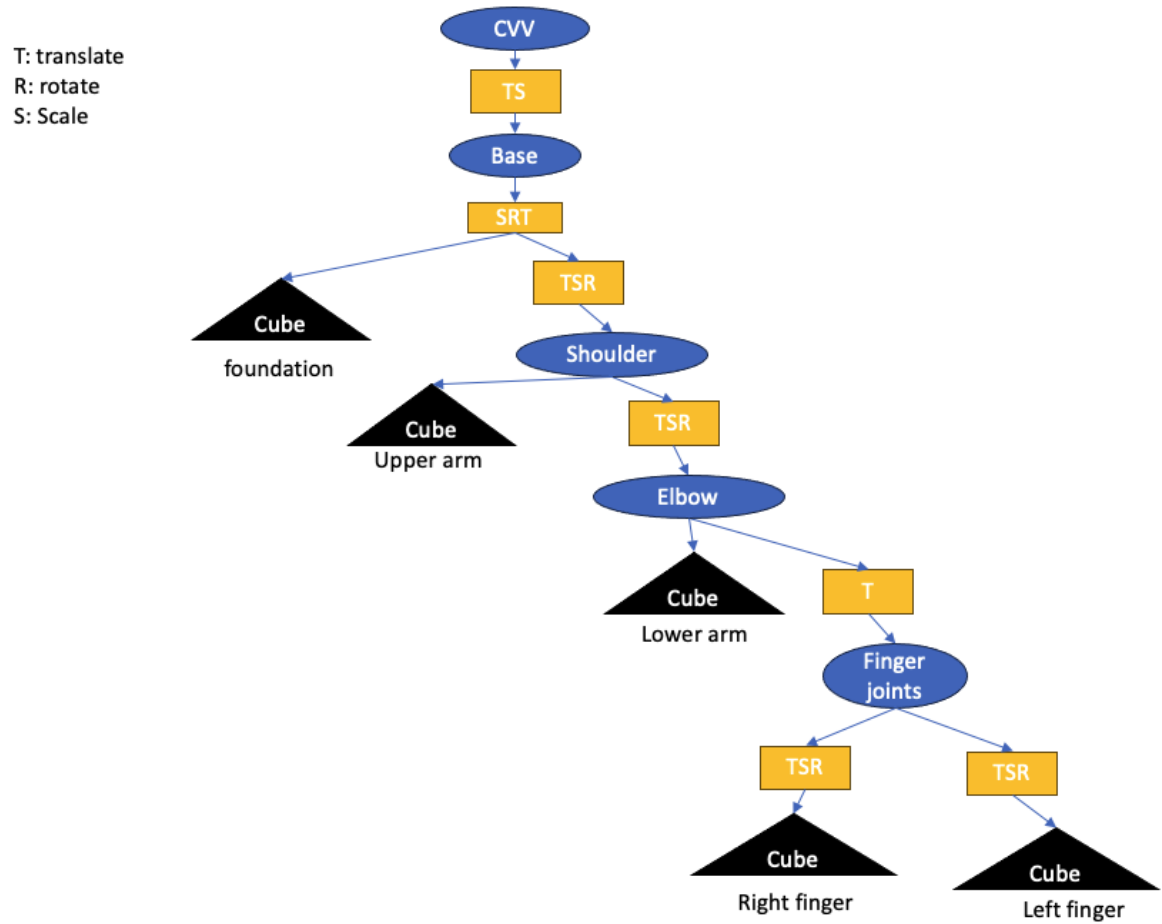 CVV
T: translate
R: rotate
S: Scale
TS
Base
SRT
TSR
Cube
foundation
Shoulder
TSR
Cube
Upper arm
Elbow
T
Cube
Lower arm
Finger
joints
TSR
TSR
Cube
Right finger
Cube
Left finger